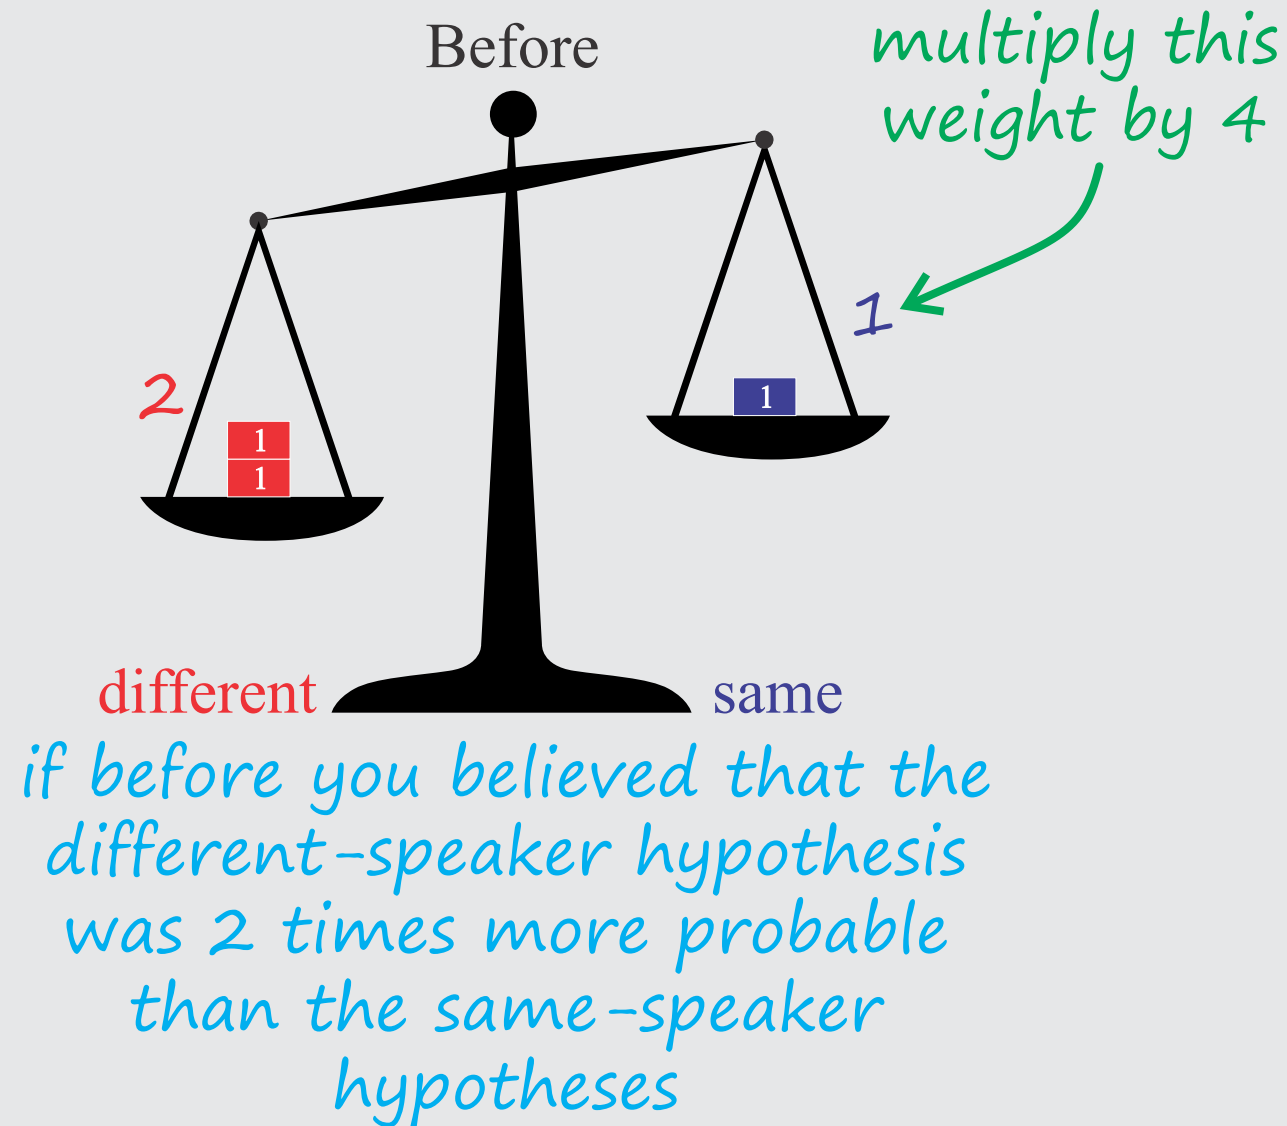 Before
multiply this
weight by 4
1
2
1
1
1
different
same
if before you believed that the
different-speaker hypothesis
was 2 times more probable
than the same-speaker
hypotheses